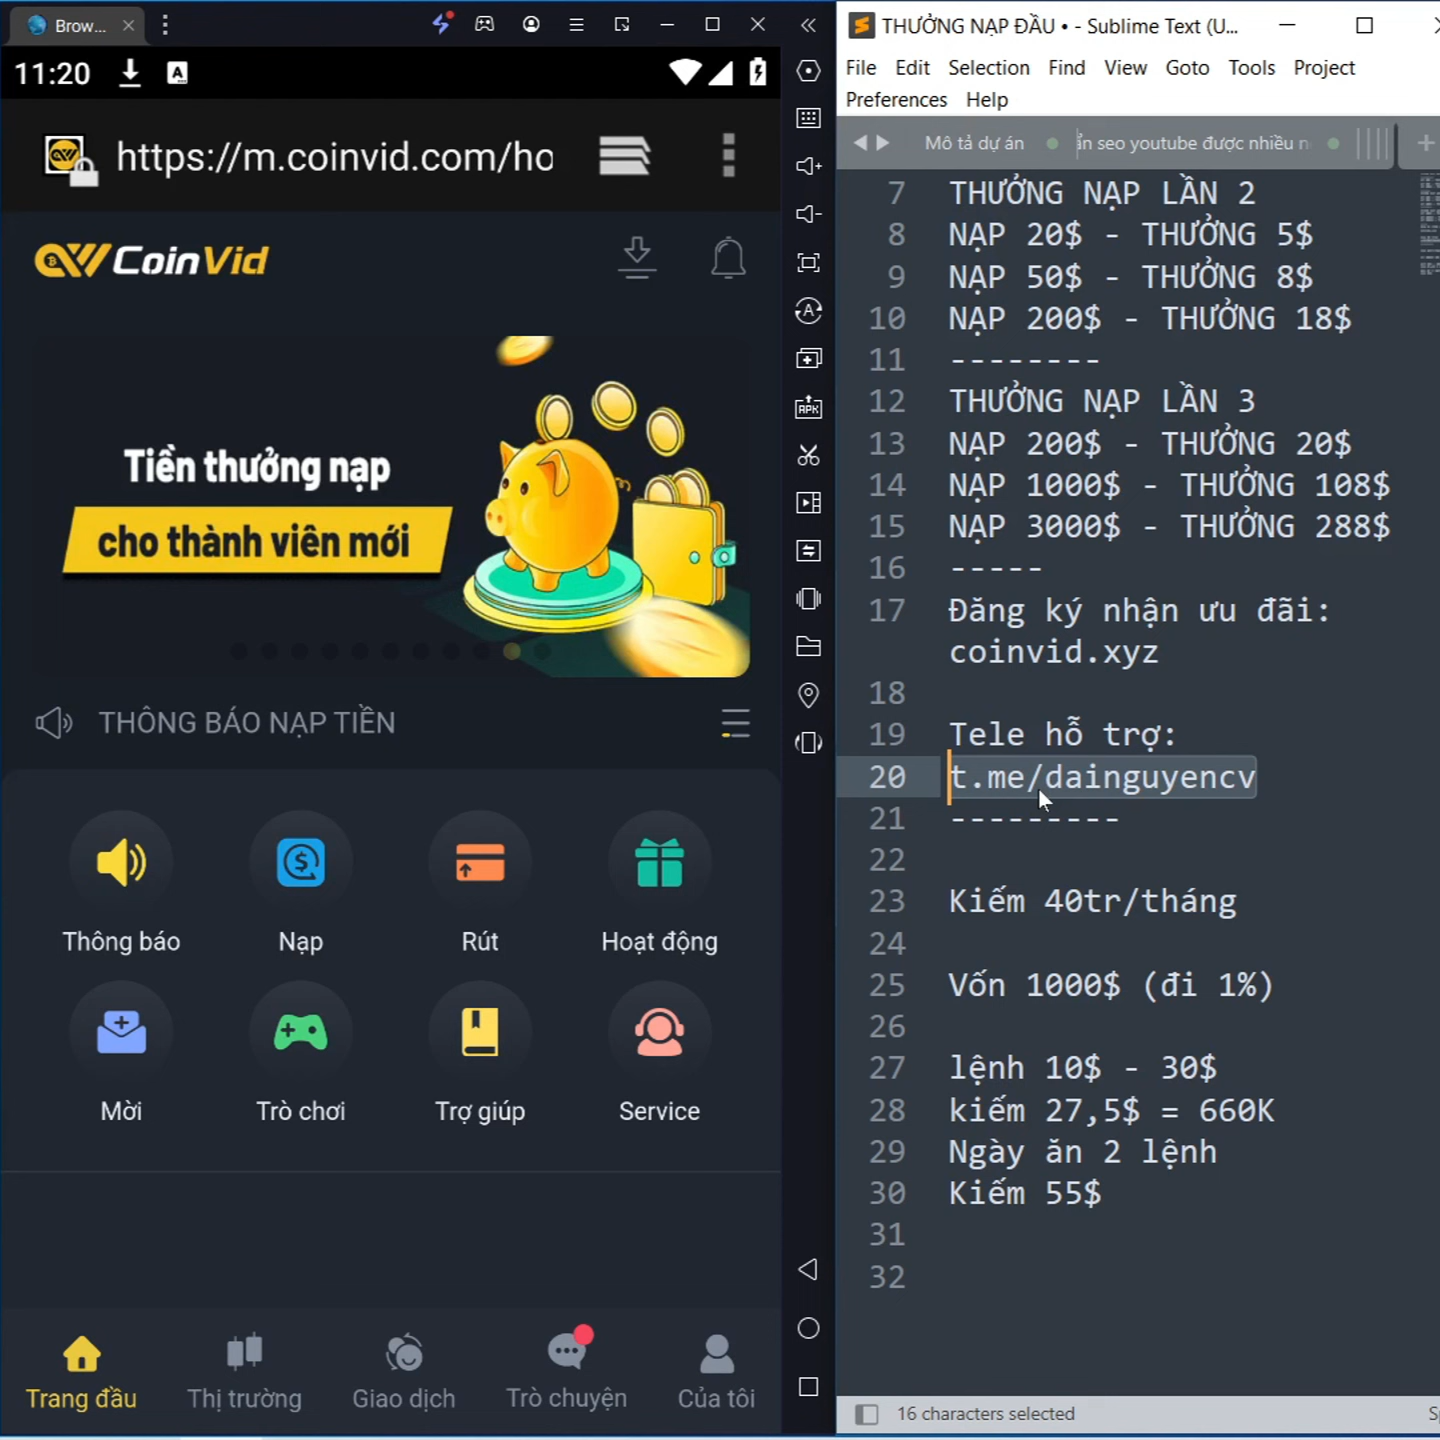 Brow...
11:20
A
https://m.coinvid.com/ho
CoinVid
Tiền thưởng nạp
cho thành viên mới
THÔNG BÁO NẠP TIỀN
Thông báo
Nạp
Rút
Hoạt động
Mời
Trò chơi
Trợ giúp
Service
Trang đầu
Thị trường
Giao dịch
Trò chuyện
Của tôi
APK
THƯỞNG NẠP ĐẦU • - Sublime Text (U...
File Edit Selection Find View Goto Tools Project
Preferences Help
Mô tả dự án
ẩn seo youtube được nhiều n
7 THƯỞNG NẠP LẦN 2
8 NẠP 20$ - THƯỞNG 5$
9 NẠP 50$ - THƯỞNG 8$
10 NẠP 200$ - THƯỞNG 18$
11 --------
12 THƯỞNG NẠP LẦN 3
13 NẠP 200$ - THƯỞNG 20$
14 NẠP 1000$ - THƯỞNG 108$
15 NẠP 3000$ - THƯỞNG 288$
16 -----
17 Đăng ký nhận ưu đãi:
coinvid.xyz
18
19 Tele hỗ trợ:
20 t.me/dainguyencv
21 ---------
22
23 Kiếm 40tr/tháng
24
25 Vốn 1000$ (đi 1%)
26
27 lệnh 10$ - 30$
28 kiếm 27,5$ = 660K
29 Ngày ăn 2 lệnh
30 Kiếm 55$
31
32
16 characters selected